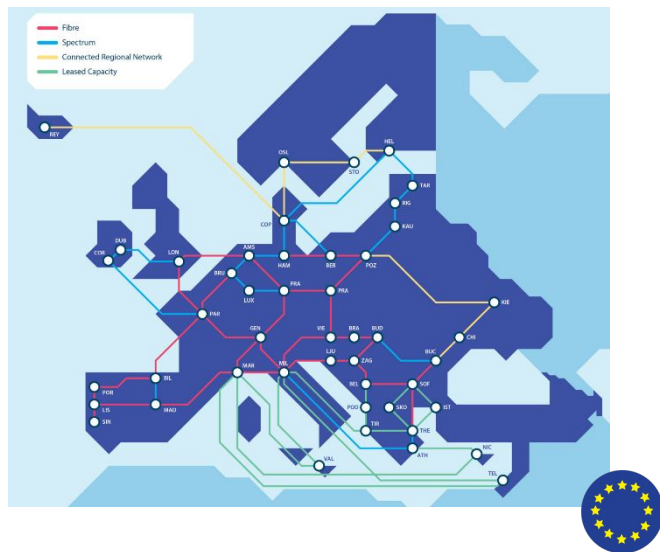 Fibre
Spectrum
Connected Regional Network
Leased Capacity
REY
OSL
STO
HEL
TAR
RIG
KAU
COP
DUB
COR
LON
AMS
HAM
BER
POZ
BRU
LUX
FRA
PRA
KIE
PAR
GEN
VIE
BRA
BUD
CHI
LJU
ZAG
BUC
MAR
MIL
BIL
POR
LIS
MAD
SIN
BEL
SOF
POD
SKO
IST
TIR
THE
ATH
NIC
VAL
TEL